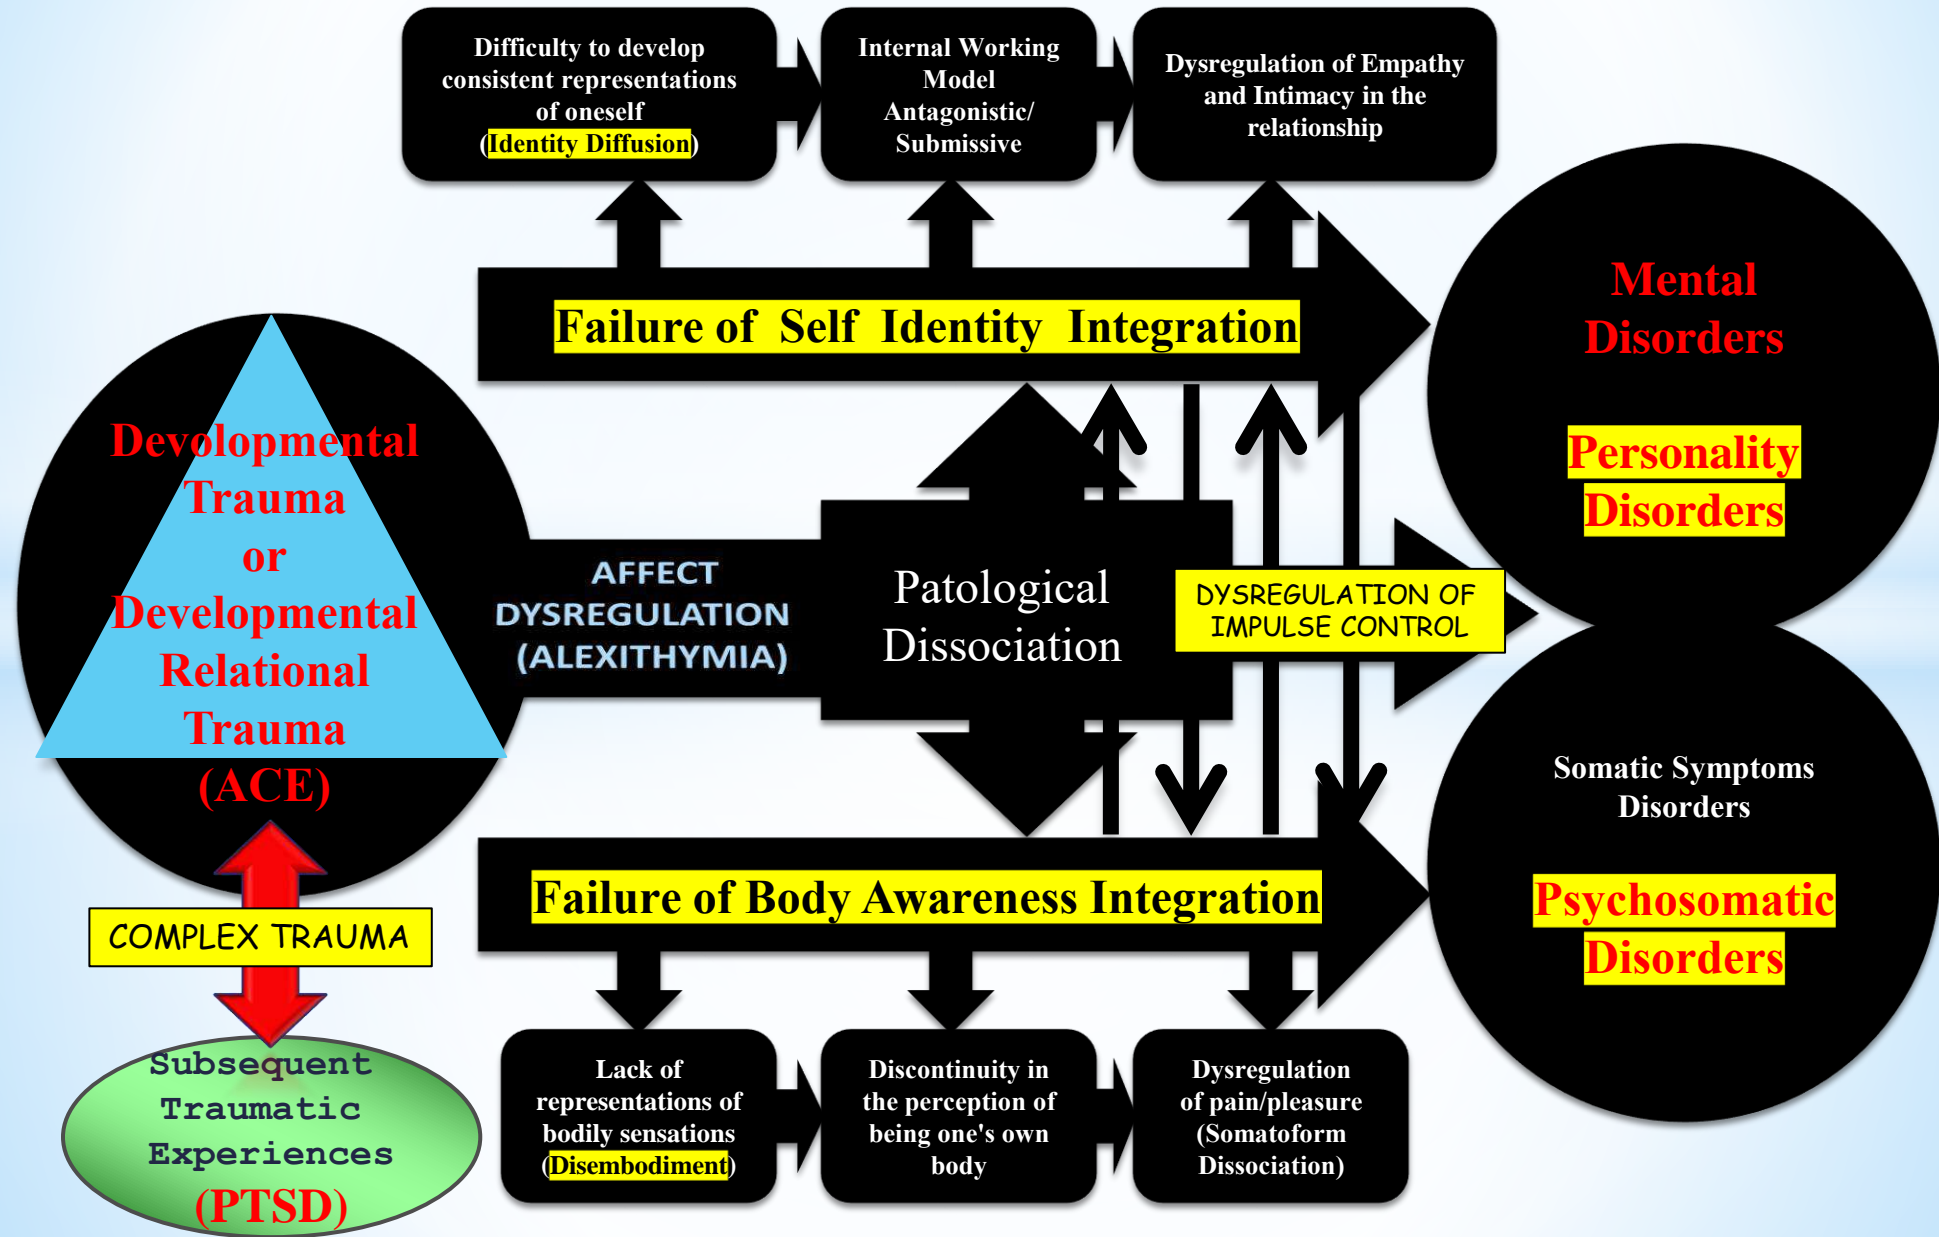 Difficulty to develop
consistent representations
of oneself
(Identity Diffusion)
Internal Working
Model
Antagonistic/
Submissive
Dysregulation of Empathy
and Intimacy in the
relationship
Failure of Self Identity Integration
Mental
Disorders
Personality
Disorders
Devolopmental
Trauma
or
Developmental
Relational
Trauma
(ACE)
AFFECT
DYSREGULATION
(ALEXITHYMIA)
Patological
Dissociation
DYSREGULATION OF
IMPULSE CONTROL
Somatic Symptoms
Disorders
Psychosomatic
Disorders
Failure of Body Awareness Integration
COMPLEX TRAUMA
Subsequent
Traumatic
Experiences
(PTSD)
Lack of
representations of
bodily sensations
(Disembodiment)
Discontinuity in
the perception of
being one's own
body
Dysregulation
of pain/pleasure
(Somatoform
Dissociation)